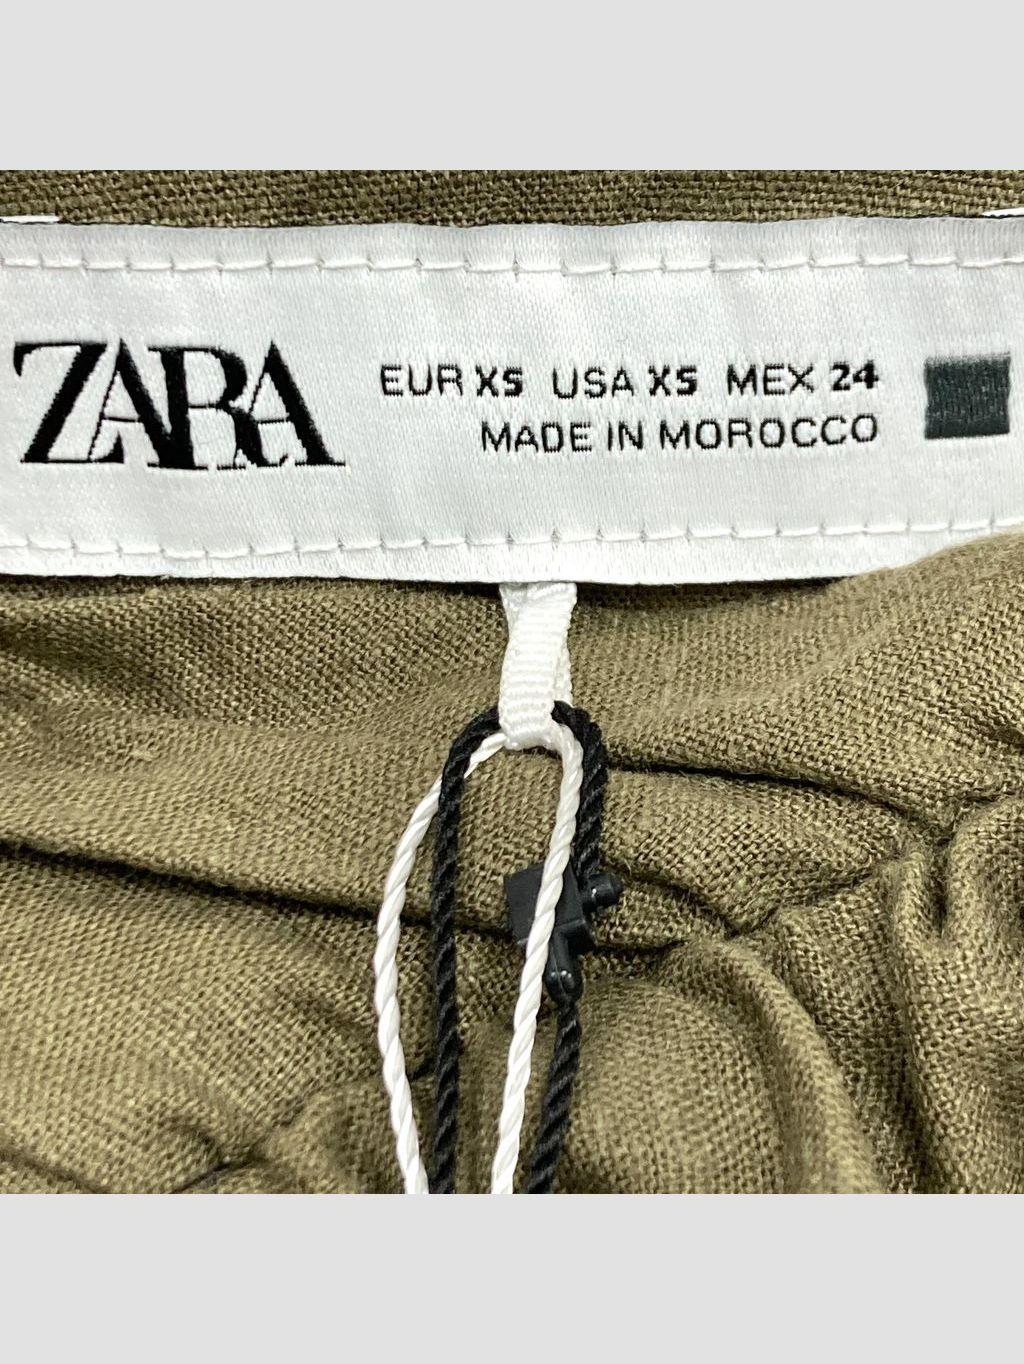 ZARA
EUR XS USA XS MEX 24
MADE IN MOROCCO